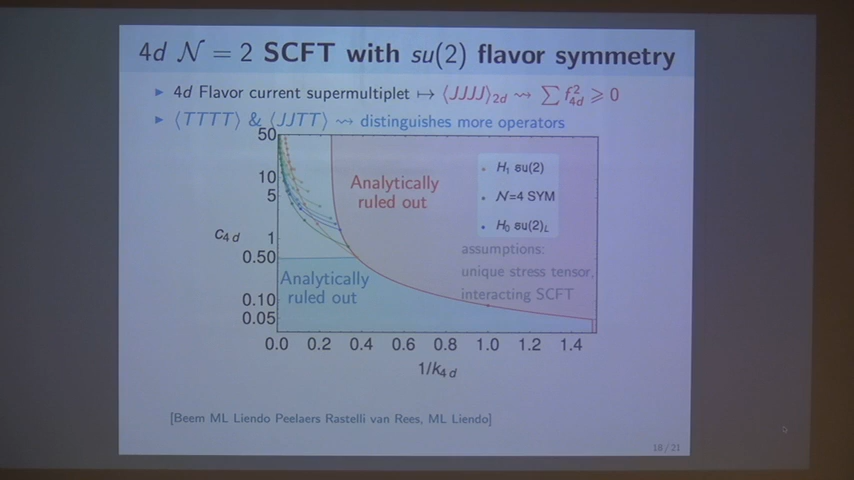 4d 𝒩 = 2 SCFT with su(2) flavor symmetry
▸ 4d Flavor current supermultiplet ↦ ⟨JJJJ⟩2d ⇝ ∑ f²4d ⩾ 0
▸ ⟨TTTT⟩ & ⟨JJTT⟩ ⇝ distinguishes more operators
50
10
5
1
0.50
0.10
0.05
c4 d
Analytically
ruled out
H1 su(2)
𝒩=4 SYM
H0 su(2)L
assumptions:
unique stress tensor,
interacting SCFT
Analytically
ruled out
0.0 0.2 0.4 0.6 0.8 1.0 1.2 1.4
1/k4 d
[Beem ML Liendo Peelaers Rastelli van Rees, ML Liendo]
18 / 21